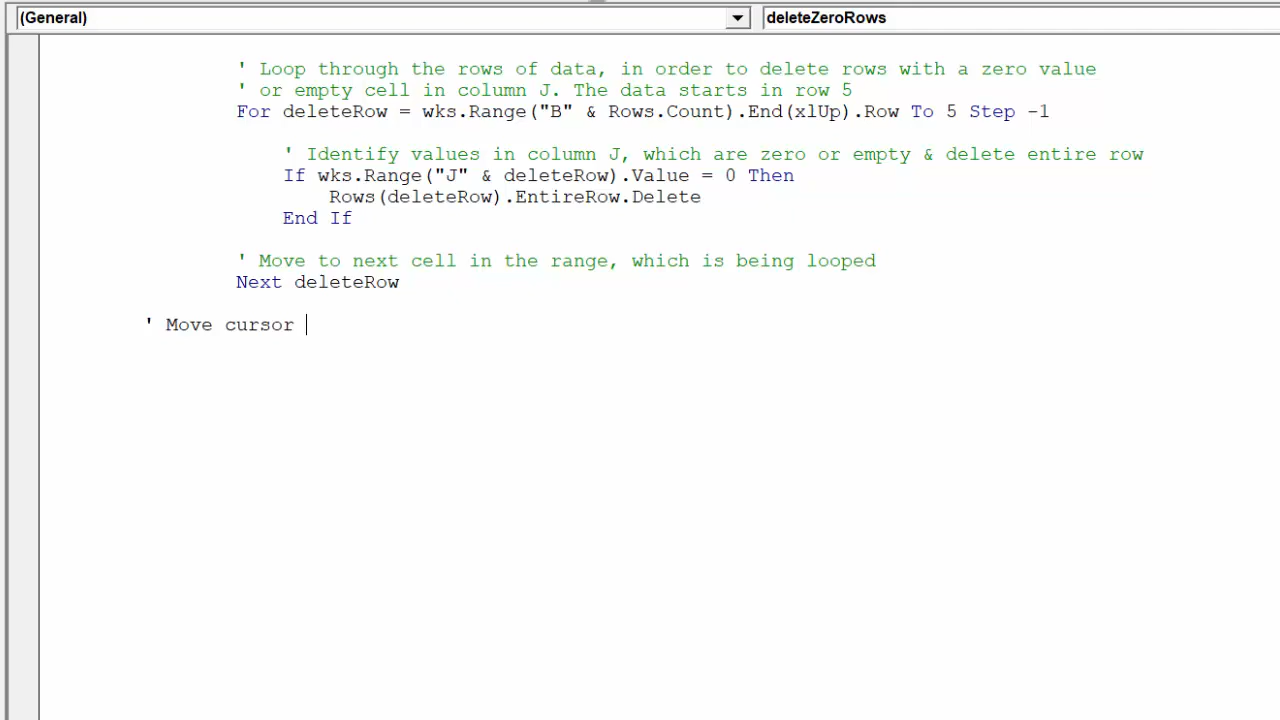 (General) deleteZeroRows
' Loop through the rows of data, in order to delete rows with a zero value
' or empty cell in column J. The data starts in row 5
For deleteRow = wks.Range("B" & Rows.Count).End(xlUp).Row To 5 Step -1
' Identify values in column J, which are zero or empty & delete entire row
If wks.Range("J" & deleteRow).Value = 0 Then
Rows(deleteRow).EntireRow.Delete
End If
' Move to next cell in the range, which is being looped
Next deleteRow
' Move cursor